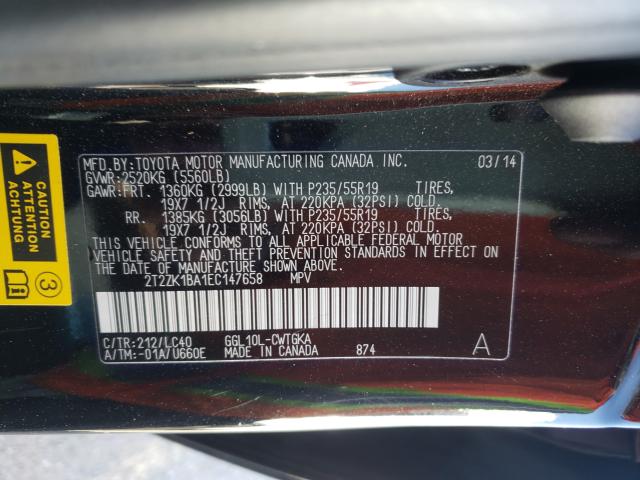 MFD.BY:TOYOTA MOTOR MANUFACTURING CANADA INC. 03/14
GVWR:2520KG (5560LB)
GAWR:FRT. 1360KG (2999LB) WITH P235/55R19 TIRES,
19X7 1/2J RIMS, AT 220KPA (32PSI) COLD.
RR. 1385KG (3056LB) WITH P235/55R19 TIRES,
19X7 1/2J RIMS, AT 220KPA (32PSI) COLD.
THIS VEHICLE CONFORMS TO ALL APPLICABLE FEDERAL MOTOR
VEHICLE SAFETY AND THEFT PREVENTION STANDARDS IN EFFECT
ON THE DATE OF MANUFACTURE SHOWN ABOVE.
2T2ZK1BA1EC147658 MPV
C/TR:212/LC40 GGL10L-CWTGKA
A/TM:-01A/U660E MADE IN CANADA 874 A
CAUTION
ATTENTION
ACHTUNG
3